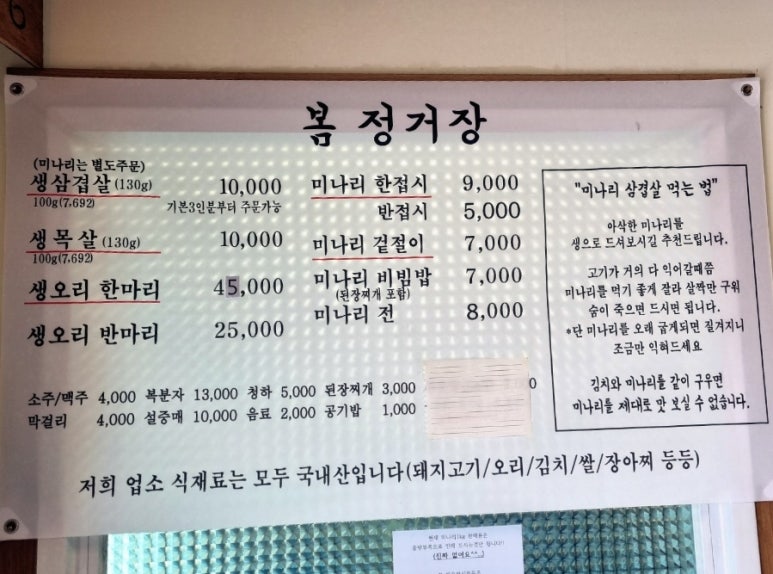 봄 정거장
(미나리는 별도주문)
생삼겹살 (130g) 10,000
100g(7,692) 기본3인분부터 주문가능
생목살 (130g) 10,000
100g(7,692)
생오리 한마리 45,000
생오리 반마리 25,000
미나리 한접시 9,000
반접시 5,000
미나리 겉절이 7,000
미나리 비빔밥 7,000
(된장찌개 포함)
미나리 전 8,000
"미나리 삼겹살 먹는 법"
아삭한 미나리를
생으로 드셔보시길 추천드립니다.
고기가 거의 다 익어갈때쯤
미나리를 먹기 좋게 잘라 살짝만 구워
숨이 죽으면 드시면 됩니다.
*단 미나리를 오래 굽게되면 질겨지니
조금만 익혀드세요
김치와 미나리를 같이 구우면
미나리를 제대로 맛 보실 수 없습니다.
소주/맥주 4,000 복분자 13,000 청하 5,000 된장찌개 3,000
막걸리 4,000 설중매 10,000 음료 2,000 공기밥 1,000
저희 업소 식재료는 모두 국내산입니다(돼지고기/오리/김치/쌀/장아찌 등등)